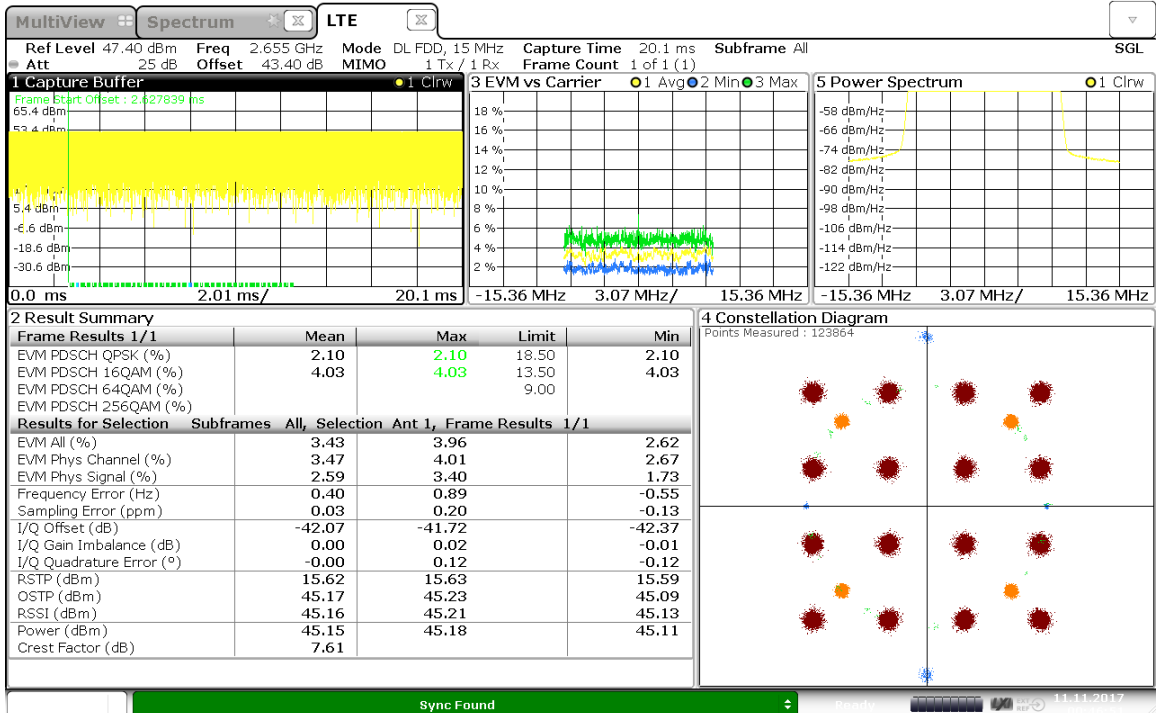 MultiView Spectrum LTE
Ref Level 47.40 dBm Freq 2.655 GHz Mode DL FDD, 15 MHz Capture Time 20.1 ms Subframe All SGL
Att 25 dB Offset 43.40 dB MIMO 1 Tx / 1 Rx Frame Count 1 of 1 (1)
1 Capture Buffer 1 Clrw
Frame Start Offset : 2.627839 ms
65.4 dBm
53.4 dBm
5.4 dBm
-6.6 dBm
-18.6 dBm
-30.6 dBm
0.0 ms 2.01 ms/ 20.1 ms
3 EVM vs Carrier 1 Avg 2 Min 3 Max
18 %
16 %
14 %
12 %
10 %
8 %
6 %
4 %
2 %
-15.36 MHz 3.07 MHz/ 15.36 MHz
5 Power Spectrum 1 Clrw
-58 dBm/Hz
-66 dBm/Hz
-74 dBm/Hz
-82 dBm/Hz
-90 dBm/Hz
-98 dBm/Hz
-106 dBm/Hz
-114 dBm/Hz
-122 dBm/Hz
-15.36 MHz 3.07 MHz/ 15.36 MHz
2 Result Summary
Frame Results 1/1 Mean Max Limit Min
EVM PDSCH QPSK (%) 2.10 2.10 18.50 2.10
EVM PDSCH 16QAM (%) 4.03 4.03 13.50 4.03
EVM PDSCH 64QAM (%) 9.00
EVM PDSCH 256QAM (%)
Results for Selection Subframes All, Selection Ant 1, Frame Results 1/1
EVM All (%) 3.43 3.96 2.62
EVM Phys Channel (%) 3.47 4.01 2.67
EVM Phys Signal (%) 2.59 3.40 1.73
Frequency Error (Hz) 0.40 0.89 -0.55
Sampling Error (ppm) 0.03 0.20 -0.13
I/Q Offset (dB) -42.07 -41.72 -42.37
I/Q Gain Imbalance (dB) 0.00 0.02 -0.01
I/Q Quadrature Error (º) -0.00 0.12 -0.12
RSTP (dBm) 15.62 15.63 15.59
OSTP (dBm) 45.17 45.23 45.09
RSSI (dBm) 45.16 45.21 45.13
Power (dBm) 45.15 45.18 45.11
Crest Factor (dB) 7.61
4 Constellation Diagram
Points Measured : 123864
Sync Found Ready LXI EXT REF 11.11.2017